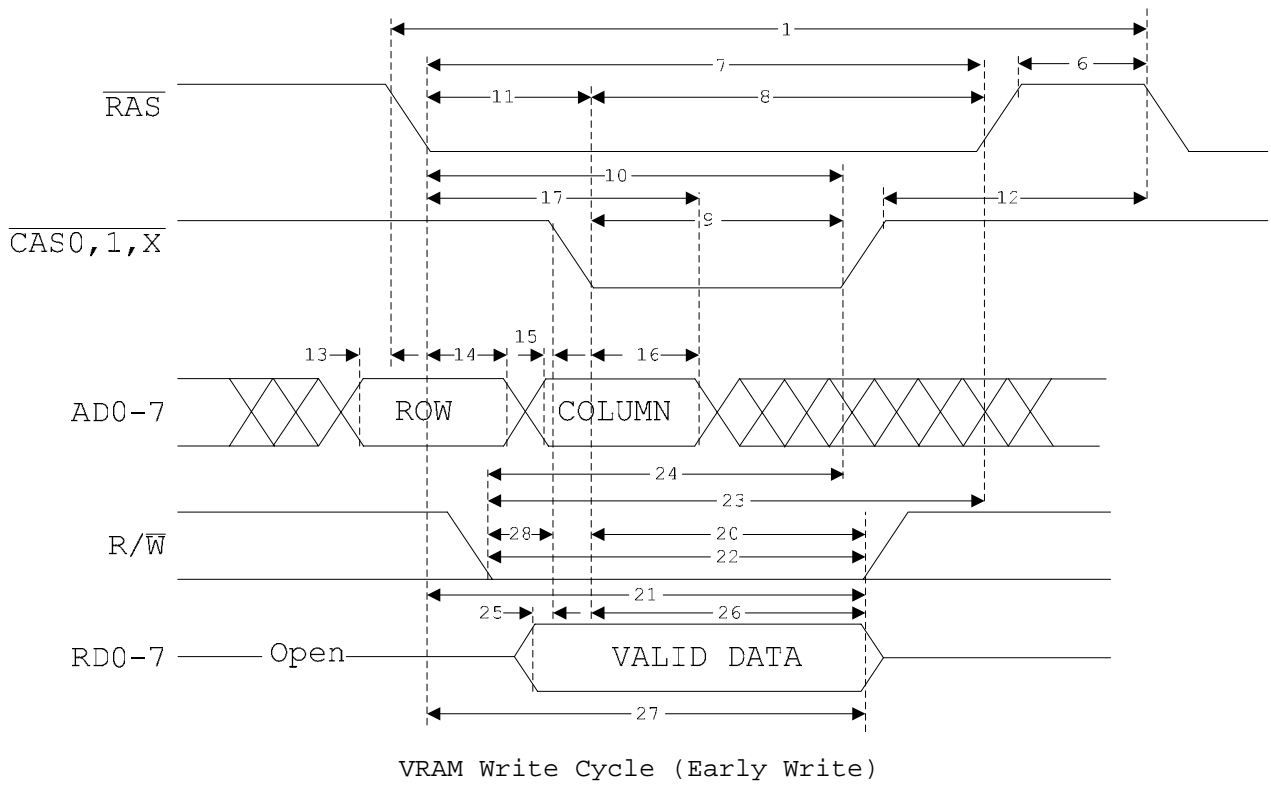 1
7
6
11
8
RAS
10
17
12
9
CAS0,1,X
13
14
15
16
AD0-7
ROW
COLUMN
24
23
28
20
R/W
22
21
25
26
RD0-7
Open
VALID DATA
27
VRAM Write Cycle (Early Write)